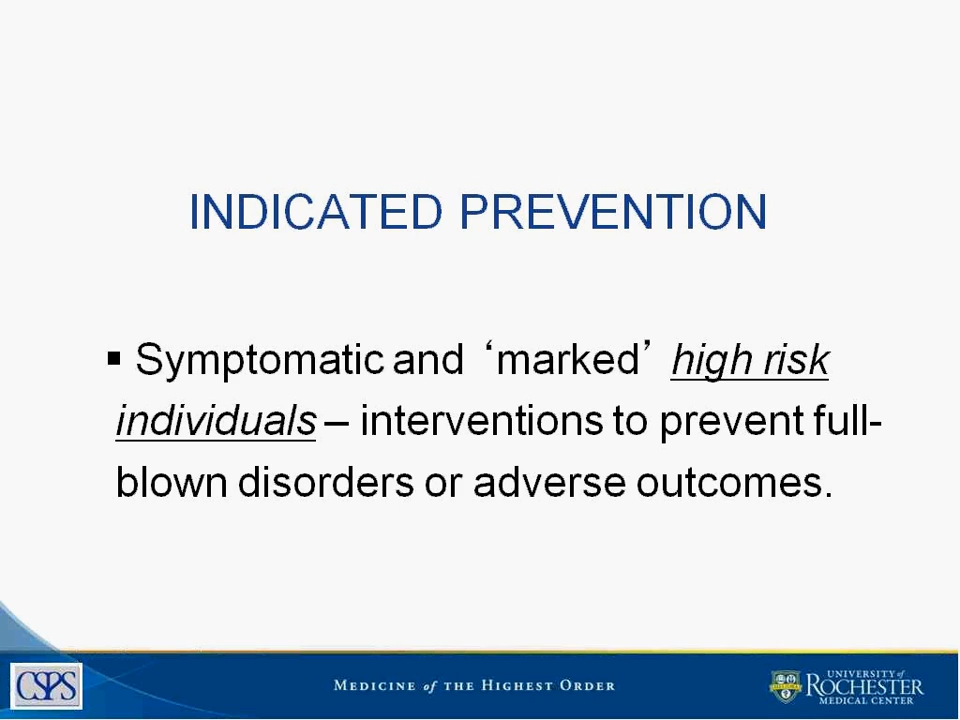 INDICATED PREVENTION
▪ Symptomatic and ‘marked’ high risk
individuals – interventions to prevent full-
blown disorders or adverse outcomes.
CSPS
MEDICINE of THE HIGHEST ORDER
UNIVERSITY of
ROCHESTER
MEDICAL CENTER